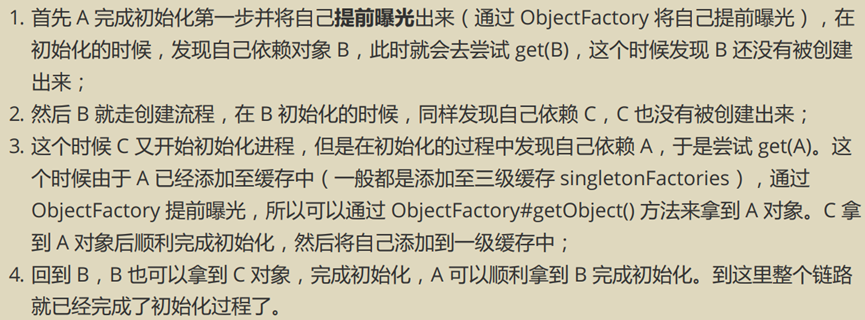 1. 首先 A 完成初始化第一步并将自己提前曝光出来（通过 ObjectFactory 将自己提前曝光），在
初始化的时候，发现自己依赖对象 B，此时就会去尝试 get(B)，这个时候发现 B 还没有被创建
出来；
2. 然后 B 就走创建流程，在 B 初始化的时候，同样发现自己依赖 C，C 也没有被创建出来；
3. 这个时候 C 又开始初始化进程，但是在初始化的过程中发现自己依赖 A，于是尝试 get(A)。这
个时候由于 A 已经添加至缓存中（一般都是添加至三级缓存 singletonFactories），通过
ObjectFactory 提前曝光，所以可以通过 ObjectFactory#getObject() 方法来拿到 A 对象。C 拿
到 A 对象后顺利完成初始化，然后将自己添加到一级缓存中；
4. 回到 B，B 也可以拿到 C 对象，完成初始化，A 可以顺利拿到 B 完成初始化。到这里整个链路
就已经完成了初始化过程了。